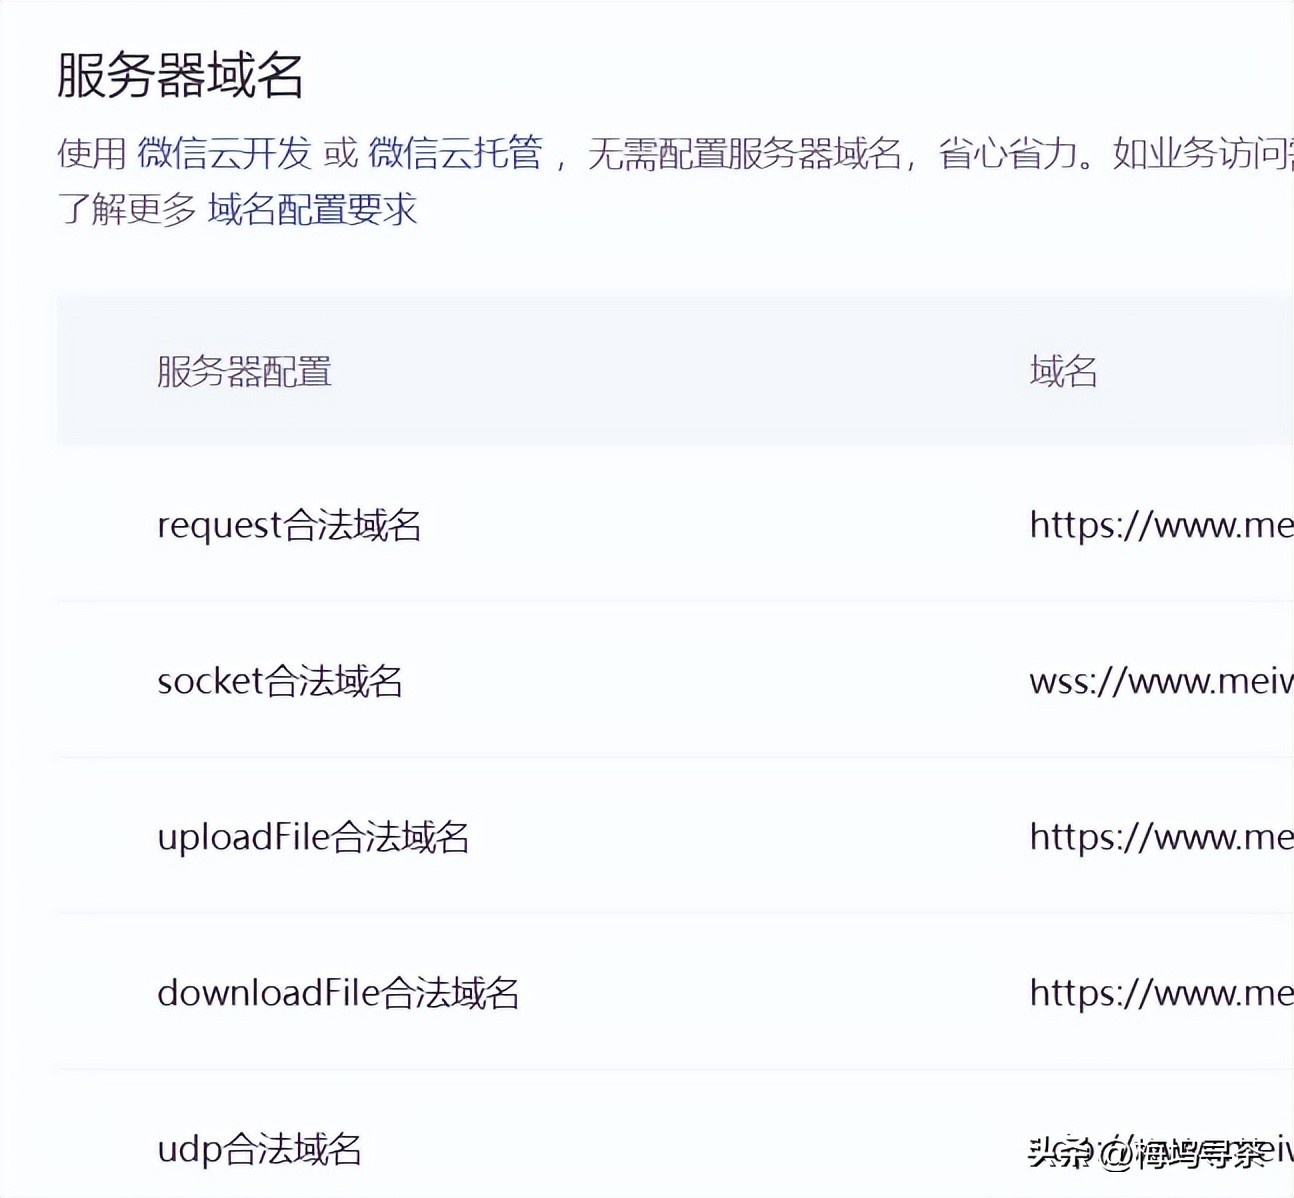 服务器域名
使用 微信云开发 或 微信云托管 ，无需配置服务器域名，省心省力。如业务访问
了解更多 域名配置要求
服务器配置 域名
request合法域名 https://www.me
socket合法域名 wss://www.meiw
uploadFile合法域名 https://www.me
downloadFile合法域名 https://www.me
udp合法域名
头条@梅坞寻茶